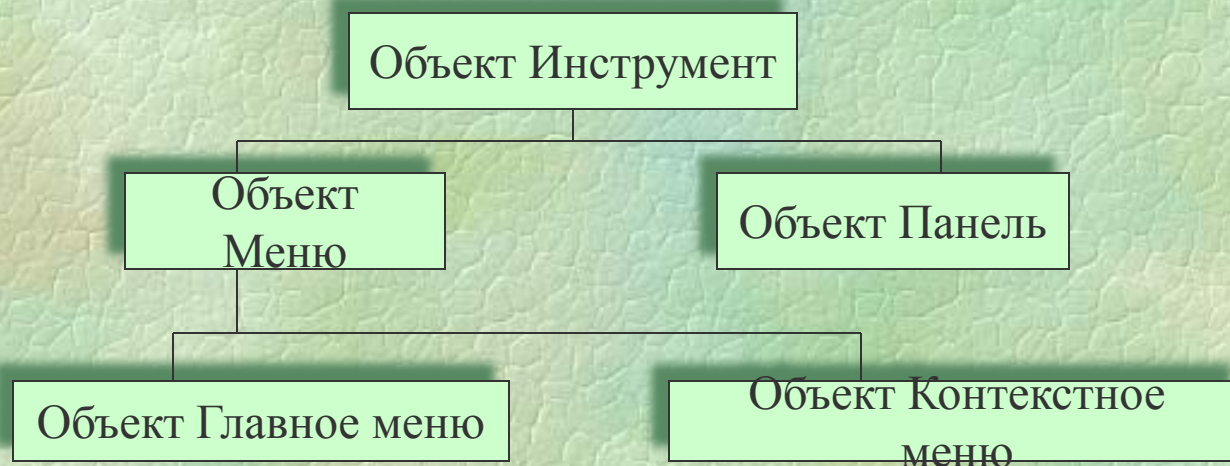 Объект Инструмент
Объект
Меню
Объект Панель
Объект Главное меню
Объект Контекстное
меню